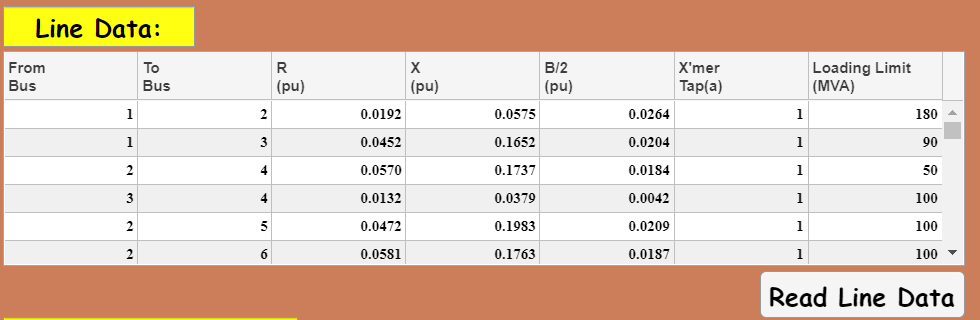 Line Data:
From Bus To Bus R (pu) X (pu) B/2 (pu) X'mer Tap(a) Loading Limit (MVA)
1 2 0.0192 0.0575 0.0264 1 180
1 3 0.0452 0.1652 0.0204 1 90
2 4 0.0570 0.1737 0.0184 1 50
3 4 0.0132 0.0379 0.0042 1 100
2 5 0.0472 0.1983 0.0209 1 100
2 6 0.0581 0.1763 0.0187 1 100
Read Line Data